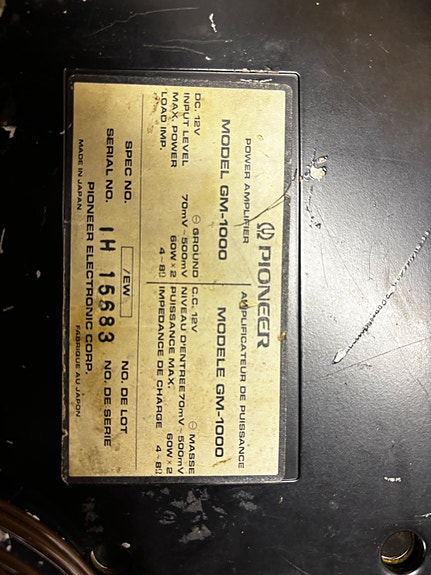 PIONEER
POWER AMPLIFIER AMPLIFICATEUR DE PUISSANCE
MODEL GM-1000 MODELE GM-1000
DC. 12V ⊖ GROUND C.C. 12V ⊖ MASSE
INPUT LEVEL 70mV~500mV NIVEAU D'ENTREE 70mV~500mV
MAX. POWER 60W × 2 PUISSANCE MAX. 60W × 2
LOAD IMP. 4~8Ω IMPEDANCE DE CHARGE 4~8Ω
SPEC NO. /EW NO. DE LOT
SERIAL NO. IH 15683 NO. DE SERIE
PIONEER ELECTRONIC CORP.
MADE IN JAPAN FABRIQUE AU JAPON